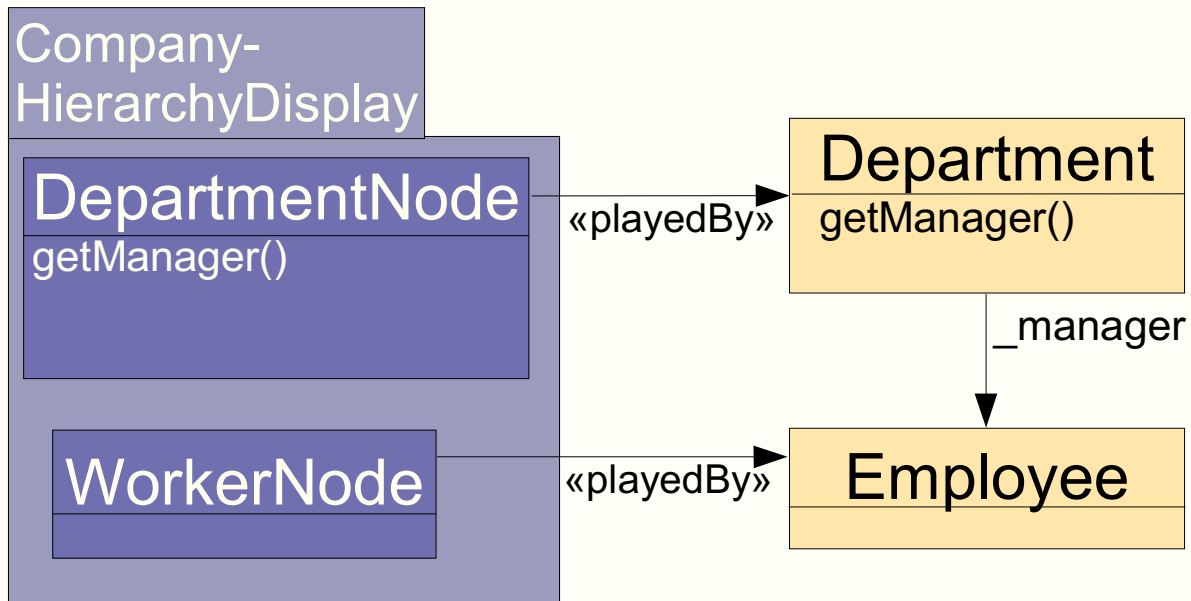 Company-
HierarchyDisplay
DepartmentNode
getManager()
«playedBy»
Department
getManager()
_manager
WorkerNode
«playedBy»
Employee